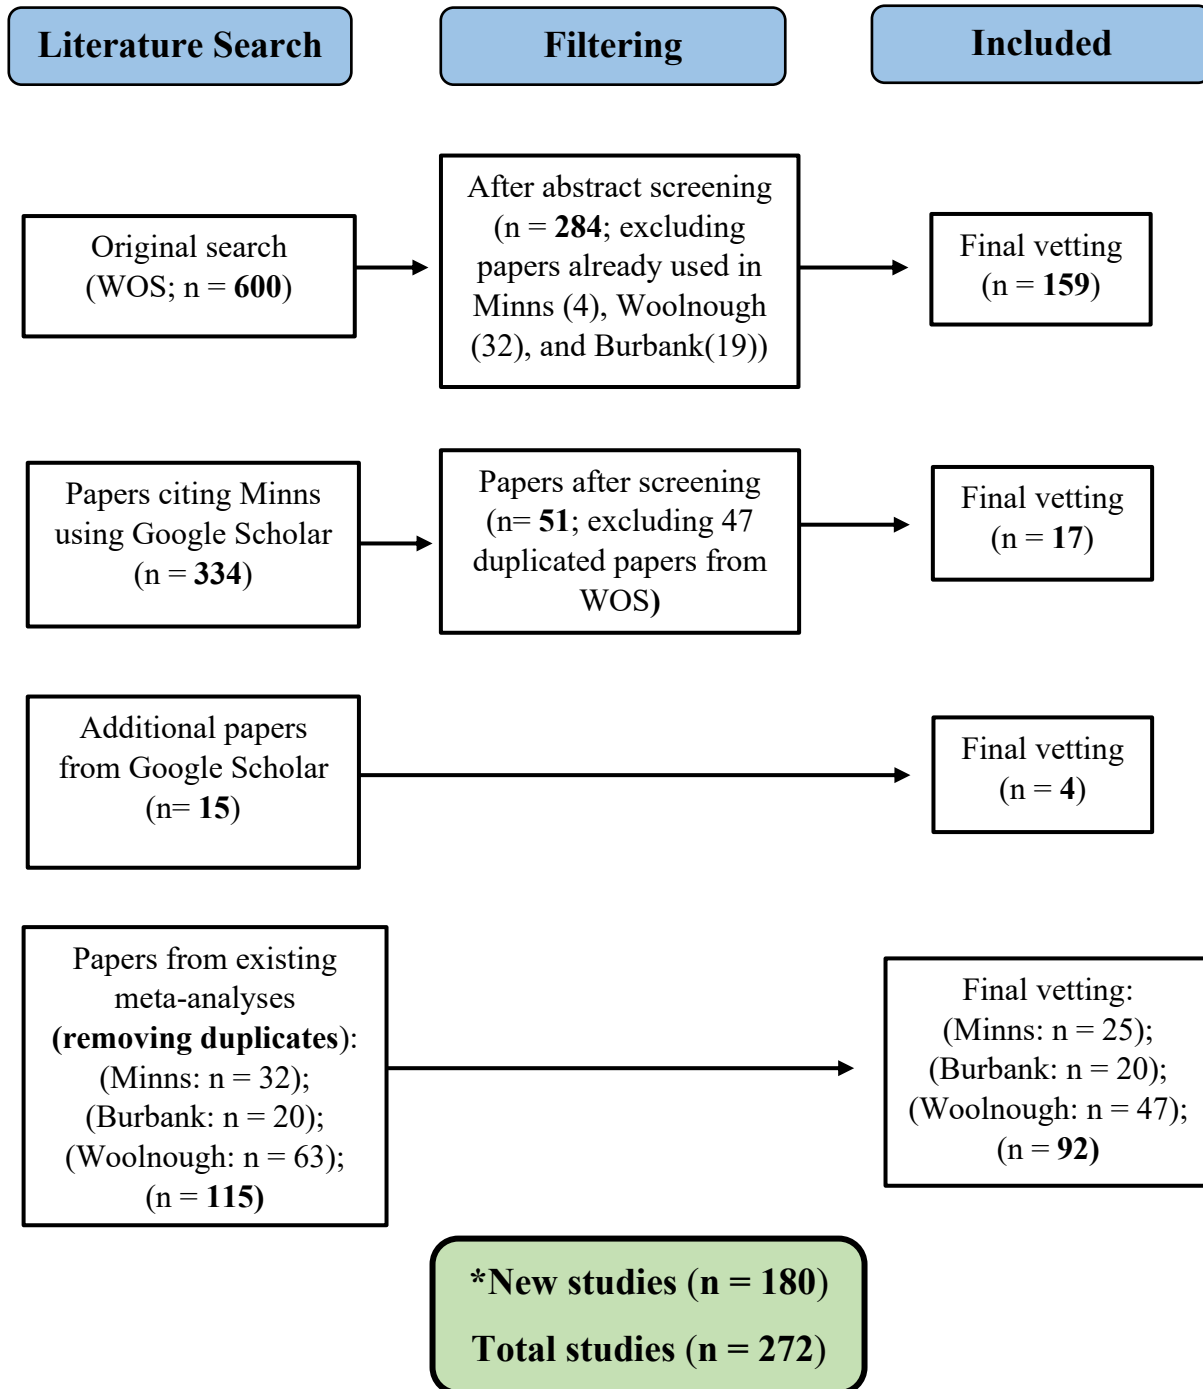 Literature Search
Filtering
Included
Original search
(WOS; n = 600)
After abstract screening
(n = 284; excluding
papers already used in
Minns (4), Woolnough
(32), and Burbank(19))
Final vetting
(n = 159)
Papers citing Minns
using Google Scholar
(n = 334)
Papers after screening
(n= 51; excluding 47
duplicated papers from
WOS)
Final vetting
(n = 17)
Additional papers
from Google Scholar
(n= 15)
Final vetting
(n = 4)
Papers from existing
meta-analyses
(removing duplicates):
(Minns: n = 32);
(Burbank: n = 20);
(Woolnough: n = 63);
(n = 115)
Final vetting:
(Minns: n = 25);
(Burbank: n = 20);
(Woolnough: n = 47);
(n = 92)
*New studies (n = 180)
Total studies (n = 272)